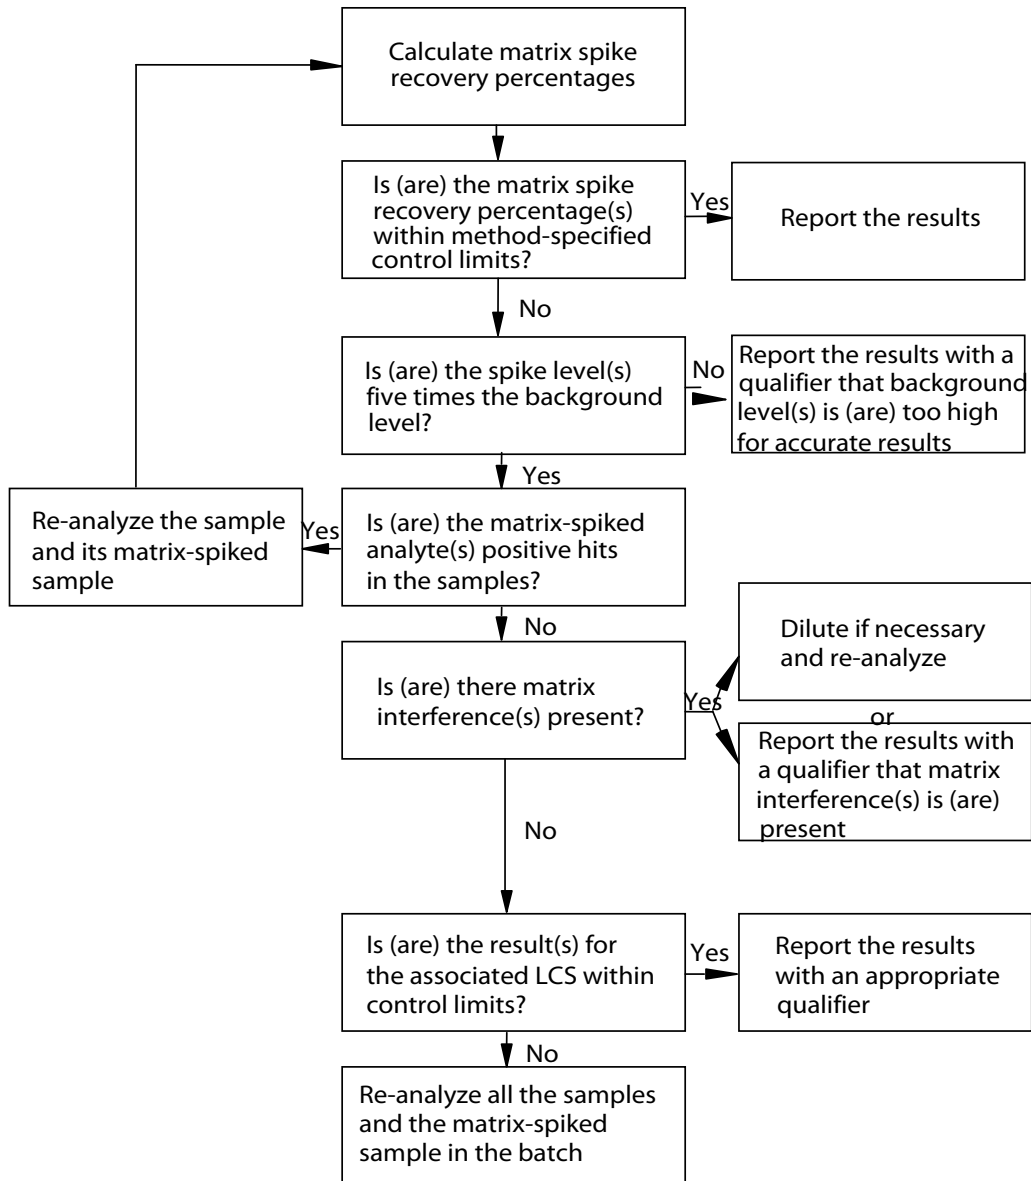 Calculate matrix spike
recovery percentages
Is (are) the matrix spike
recovery percentage(s)
within method-specified
control limits?
Yes
Report the results
No
Is (are) the spike level(s)
five times the background
level?
No
Report the results with a
qualifier that background
level(s) is (are) too high
for accurate results
Yes
Is (are) the matrix-spiked
analyte(s) positive hits
in the samples?
Yes
Re-analyze the sample
and its matrix-spiked
sample
No
Is (are) there matrix
interference(s) present?
Yes
Dilute if necessary
and re-analyze
or
Report the results with
a qualifier that matrix
interference(s) is (are)
present
No
Is (are) the result(s) for
the associated LCS within
control limits?
Yes
Report the results
with an appropriate
qualifier
No
Re-analyze all the samples
and the matrix-spiked
sample in the batch